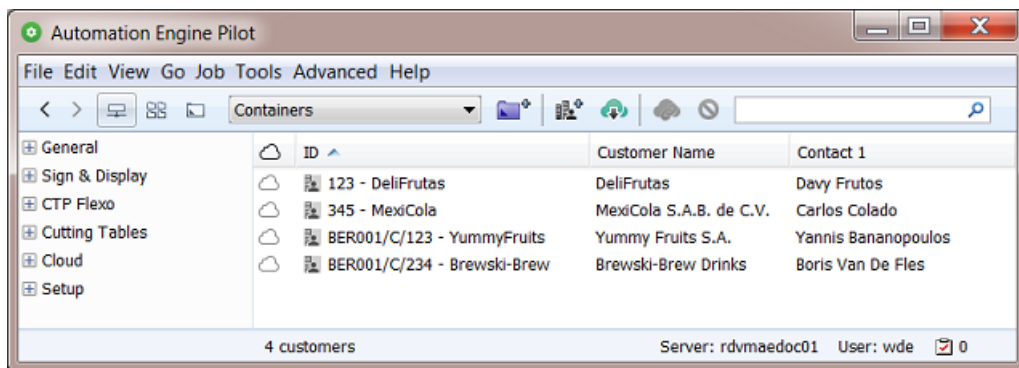 Automation Engine Pilot
File Edit View Go Job Tools Advanced Help
Containers
General
Sign & Display
CTP Flexo
Cutting Tables
Cloud
Setup
ID Customer Name Contact 1
123 - DeliFrutas DeliFrutas Davy Frutos
345 - MexiCola MexiCola S.A.B. de C.V. Carlos Colado
BER001/C/123 - YummyFruits Yummy Fruits S.A. Yannis Bananopoulos
BER001/C/234 - Brewski-Brew Brewski-Brew Drinks Boris Van De Fles
4 customers Server: rdvmaedoc01 User: wde 0